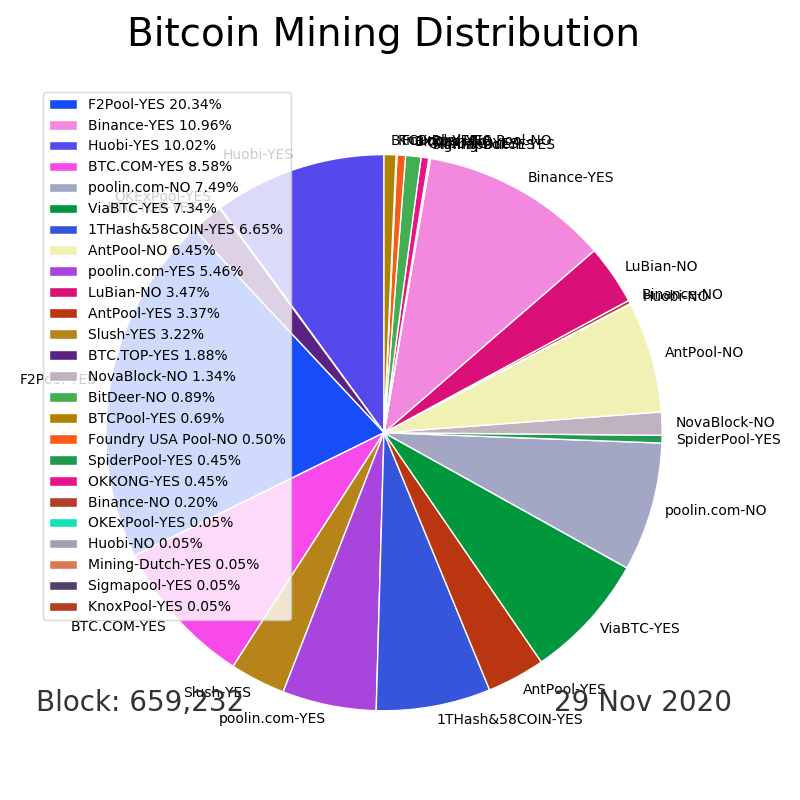 Bitcoin Mining Distribution
F2Pool-YES 20.34%
Binance-YES 10.96%
Huobi-YES 10.02%
BTC.COM-YES 8.58%
poolin.com-NO 7.49%
ViaBTC-YES 7.34%
1THash&58COIN-YES 6.65%
AntPool-NO 6.45%
poolin.com-YES 5.46%
LuBian-NO 3.47%
AntPool-YES 3.37%
Slush-YES 3.22%
BTC.TOP-YES 1.88%
NovaBlock-NO 1.34%
BitDeer-NO 0.89%
BTCPool-YES 0.69%
Foundry USA Pool-NO 0.50%
SpiderPool-YES 0.45%
OKKONG-YES 0.45%
Binance-NO 0.20%
OKExPool-YES 0.05%
Huobi-NO 0.05%
Mining-Dutch-YES 0.05%
Sigmapool-YES 0.05%
KnoxPool-YES 0.05%
Huobi-YES
OKExPool-YES
F2Pool-YES
BTC.COM-YES
Slush-YES
poolin.com-YES
1THash&58COIN-YES
AntPool-YES
ViaBTC-YES
poolin.com-NO
SpiderPool-YES
NovaBlock-NO
AntPool-NO
Huobi-NO
Binance-NO
LuBian-NO
Binance-YES
Block: 659,232
29 Nov 2020